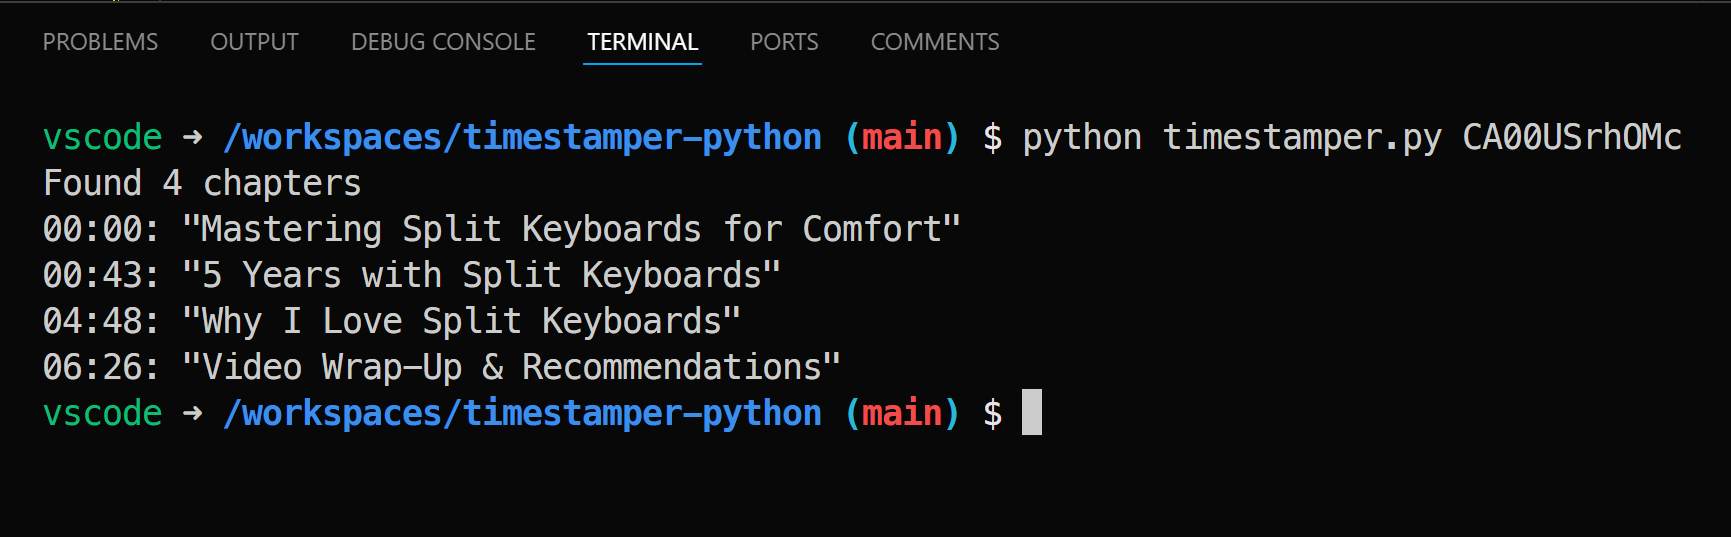 PROBLEMS OUTPUT DEBUG CONSOLE TERMINAL PORTS COMMENTS
vscode → /workspaces/timestamper-python (main) $ python timestamper.py CA00USrhOMc
Found 4 chapters
00:00: "Mastering Split Keyboards for Comfort"
00:43: "5 Years with Split Keyboards"
04:48: "Why I Love Split Keyboards"
06:26: "Video Wrap-Up & Recommendations"
vscode → /workspaces/timestamper-python (main) $